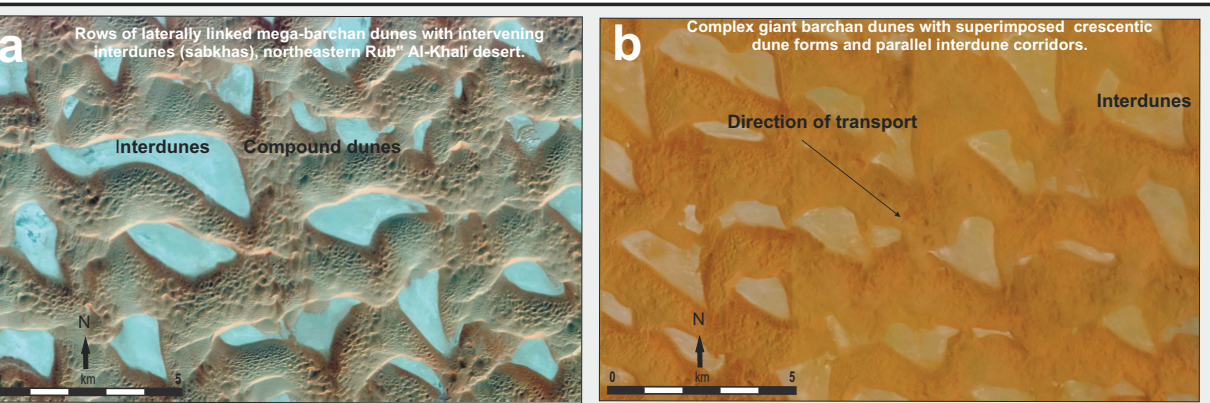 a
Rows of laterally linked mega-barchan dunes with intervening
interdunes (sabkhas), northeastern Rub" Al-Khali desert.
Interdunes
Compound dunes
N
km
5
b
Complex giant barchan dunes with superimposed crescentic
dune forms and parallel interdune corridors.
Interdunes
Direction of transport
N
0
km
5